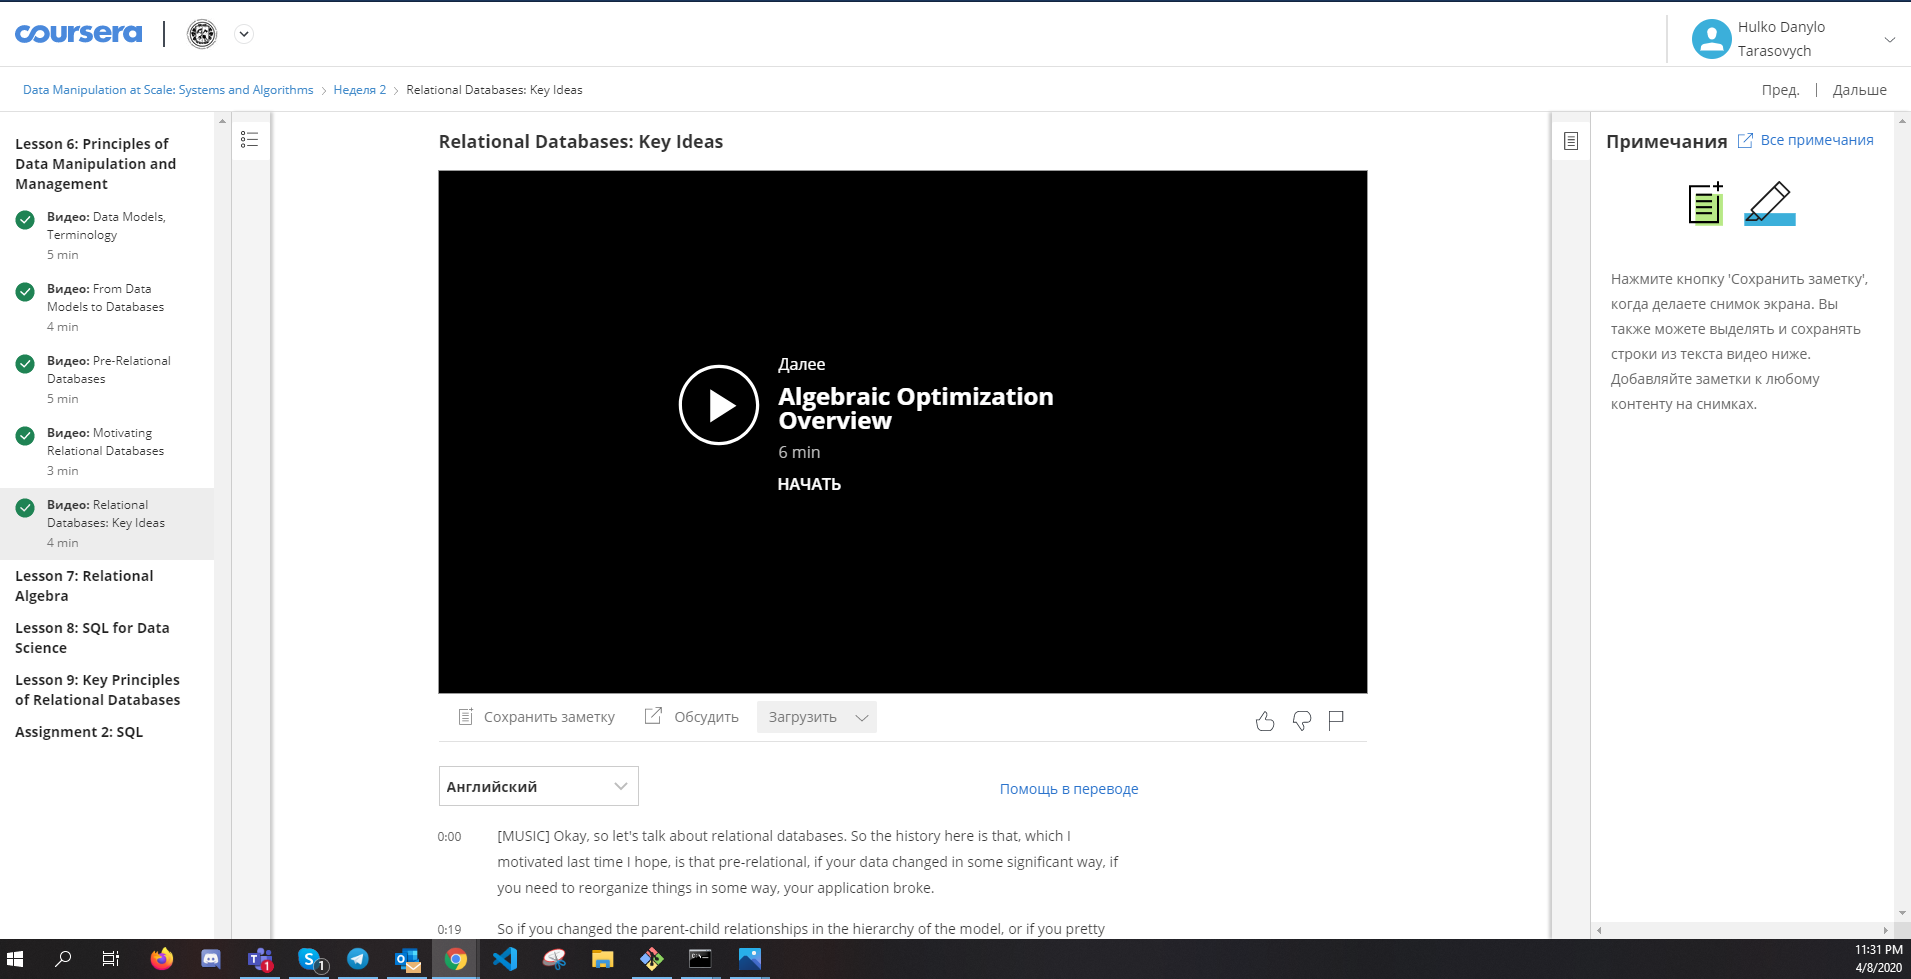 coursera
Hulko Danylo
Tarasovych
Data Manipulation at Scale: Systems and Algorithms > Неделя 2 > Relational Databases: Key Ideas
Пред. | Дальше
Lesson 6: Principles of
Data Manipulation and
Management
Видео: Data Models,
Terminology
5 min
Видео: From Data
Models to Databases
4 min
Видео: Pre-Relational
Databases
5 min
Видео: Motivating
Relational Databases
3 min
Видео: Relational
Databases: Key Ideas
4 min
Lesson 7: Relational
Algebra
Lesson 8: SQL for Data
Science
Lesson 9: Key Principles
of Relational Databases
Assignment 2: SQL
Relational Databases: Key Ideas
Далее
Algebraic Optimization
Overview
6 min
НАЧАТЬ
Сохранить заметку
Обсудить
Загрузить
Английский
Помощь в переводе
0:00 [MUSIC] Okay, so let's talk about relational databases. So the history here is that, which I
motivated last time I hope, is that pre-relational, if your data changed in some significant way, if
you need to reorganize things in some way, your application broke.
0:19 So if you changed the parent-child relationships in the hierarchy of the model, or if you pretty
Примечания
Все примечания
Нажмите кнопку 'Сохранить заметку',
когда делаете снимок экрана. Вы
также можете выделять и сохранять
строки из текста видео ниже.
Добавляйте заметки к любому
контенту на снимках.
1
1
11:31 PM
4/8/2020